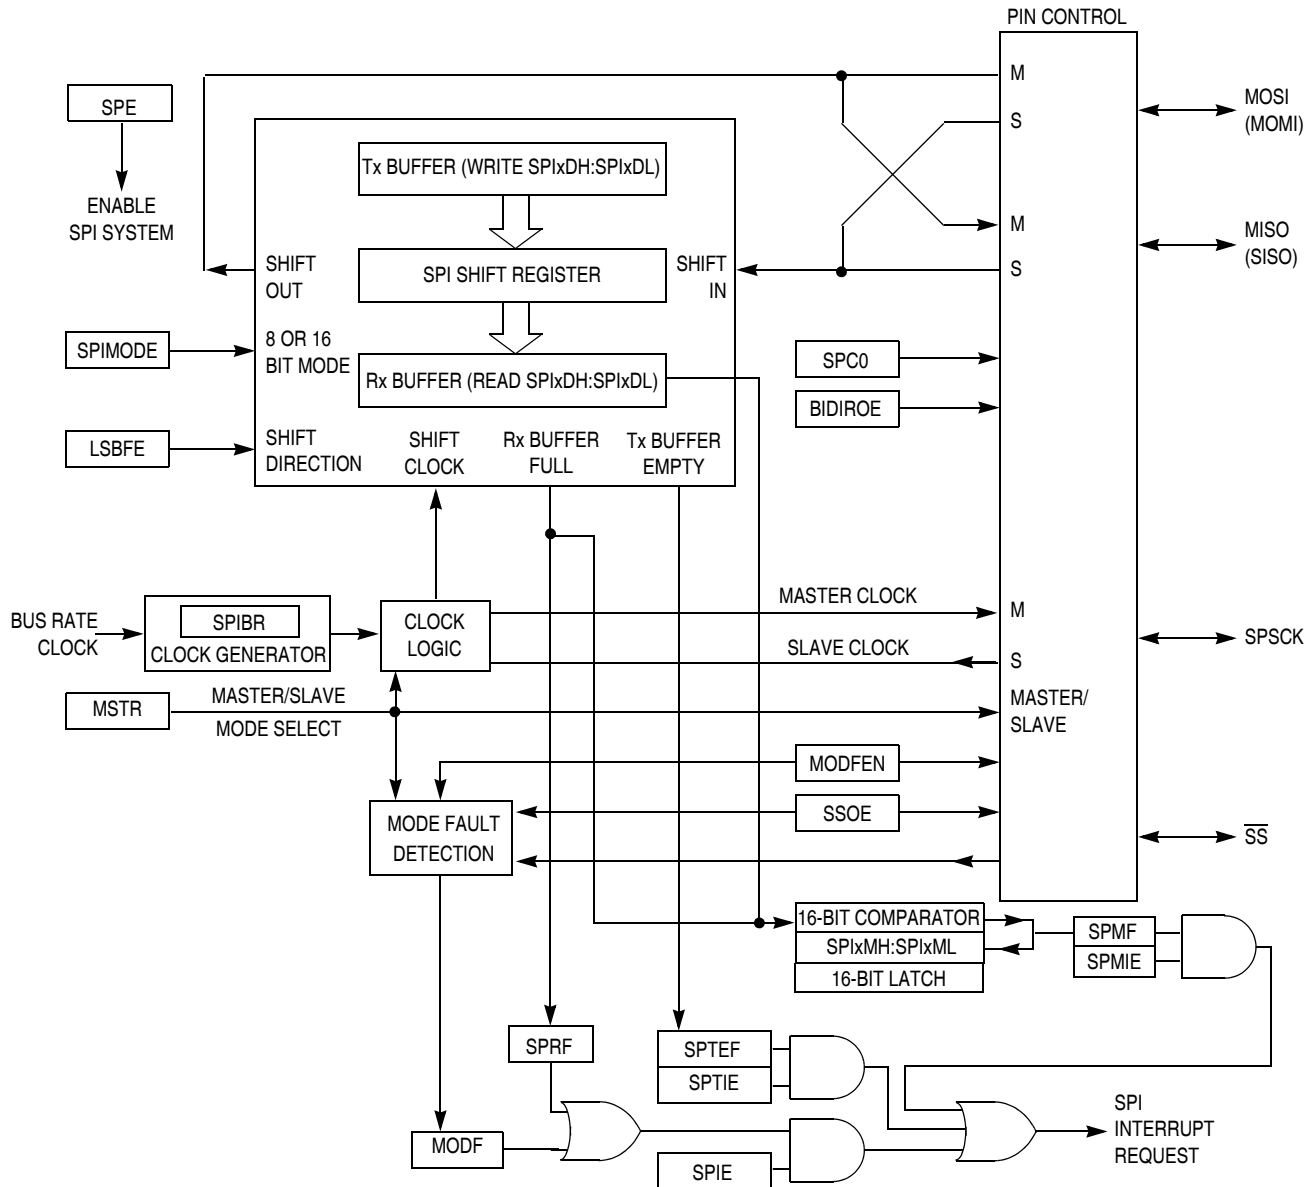 PIN CONTROL
M
S
MOSI
(MOMI)
SPE
ENABLE
SPI SYSTEM
Tx BUFFER (WRITE SPIxDH:SPIxDL)
SHIFT
OUT
SPI SHIFT REGISTER
SHIFT
IN
M
S
MISO
(SISO)
SPIMODE
8 OR 16
BIT MODE
Rx BUFFER (READ SPIxDH:SPIxDL)
SPC0
BIDIROE
LSBFE
SHIFT
DIRECTION
SHIFT
CLOCK
Rx BUFFER
FULL
Tx BUFFER
EMPTY
BUS RATE
CLOCK
SPIBR
CLOCK GENERATOR
CLOCK
LOGIC
MASTER CLOCK
M
SLAVE CLOCK
S
SPSCK
MSTR
MASTER/SLAVE
MODE SELECT
MASTER/
SLAVE
MODFEN
SSOE
MODE FAULT
DETECTION
SS
16-BIT COMPARATOR
SPIxMH:SPIxML
16-BIT LATCH
SPMF
SPMIE
SPRF
SPTEF
SPTIE
MODF
SPIE
SPI
INTERRUPT
REQUEST